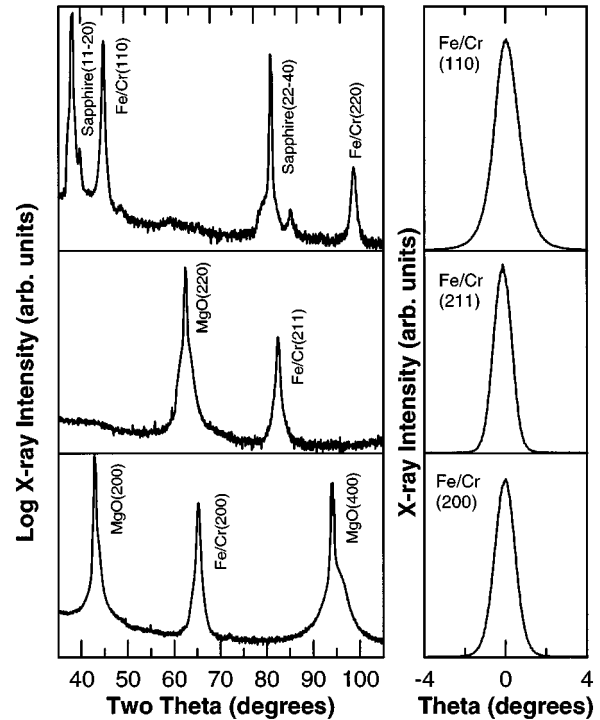 Log X-ray Intensity (arb. units)
Sapphire(11-20)
Fe/Cr(110)
Sapphire(22-40)
Fe/Cr(220)
MgO(220)
Fe/Cr(211)
MgO(200)
Fe/Cr(200)
MgO(400)
40 50 60 70 80 90 100
Two Theta (degrees)
X-ray Intensity (arb. units)
Fe/Cr
(110)
Fe/Cr
(211)
Fe/Cr
(200)
-4 0 4
Theta (degrees)